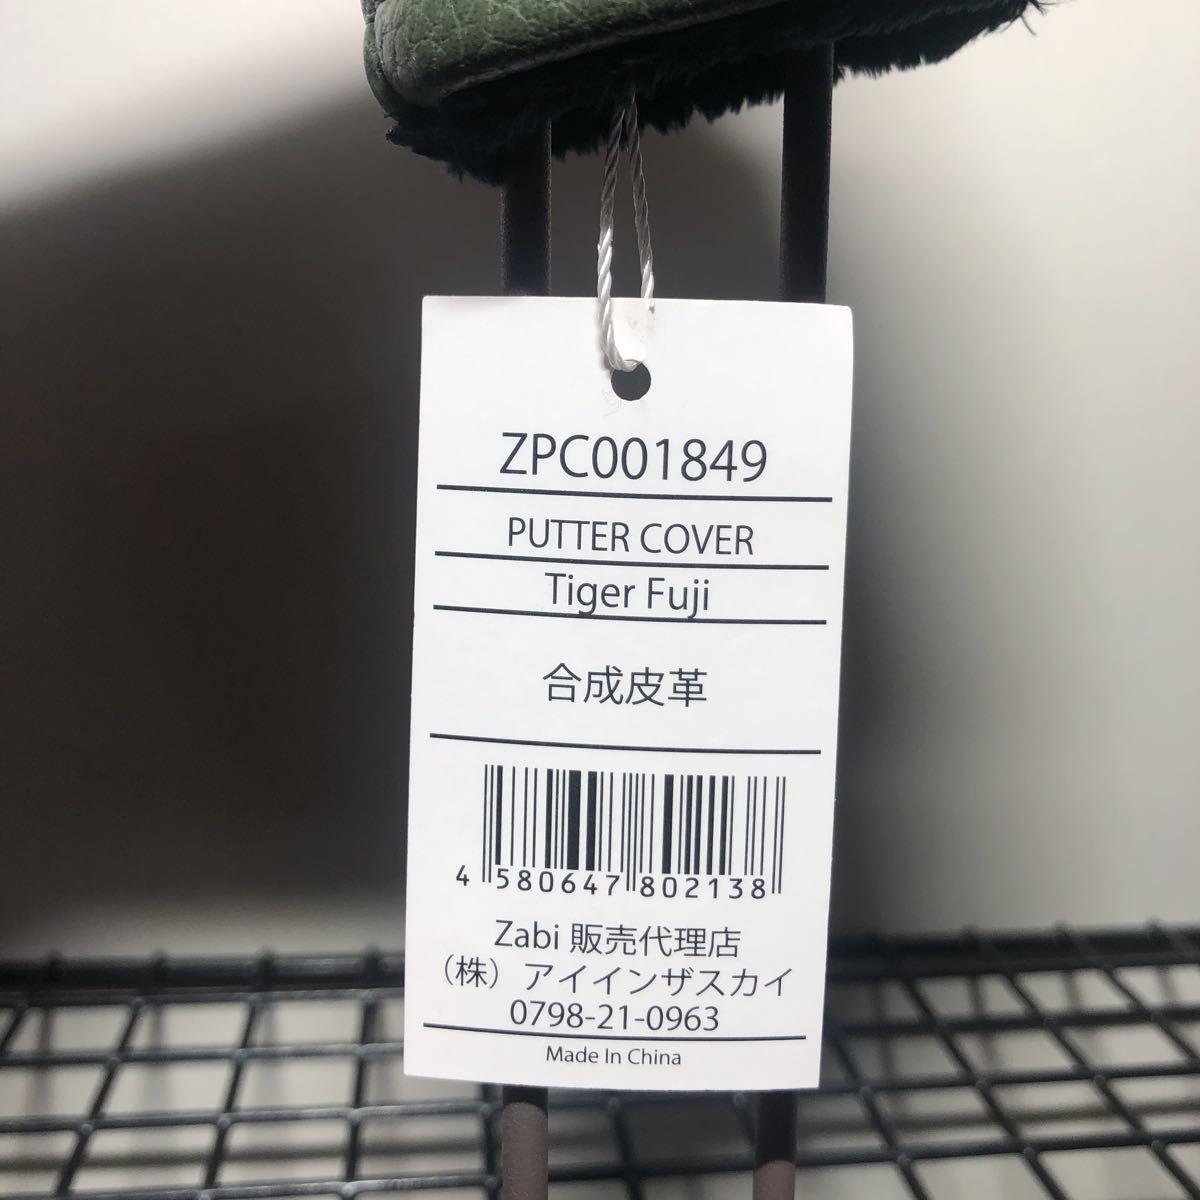 ZPC001849
PUTTER COVER
Tiger Fuji
合成皮革
4 580647 802138
Zabi 販売代理店
（株）アイインザスカイ
0798-21-0963
Made In China